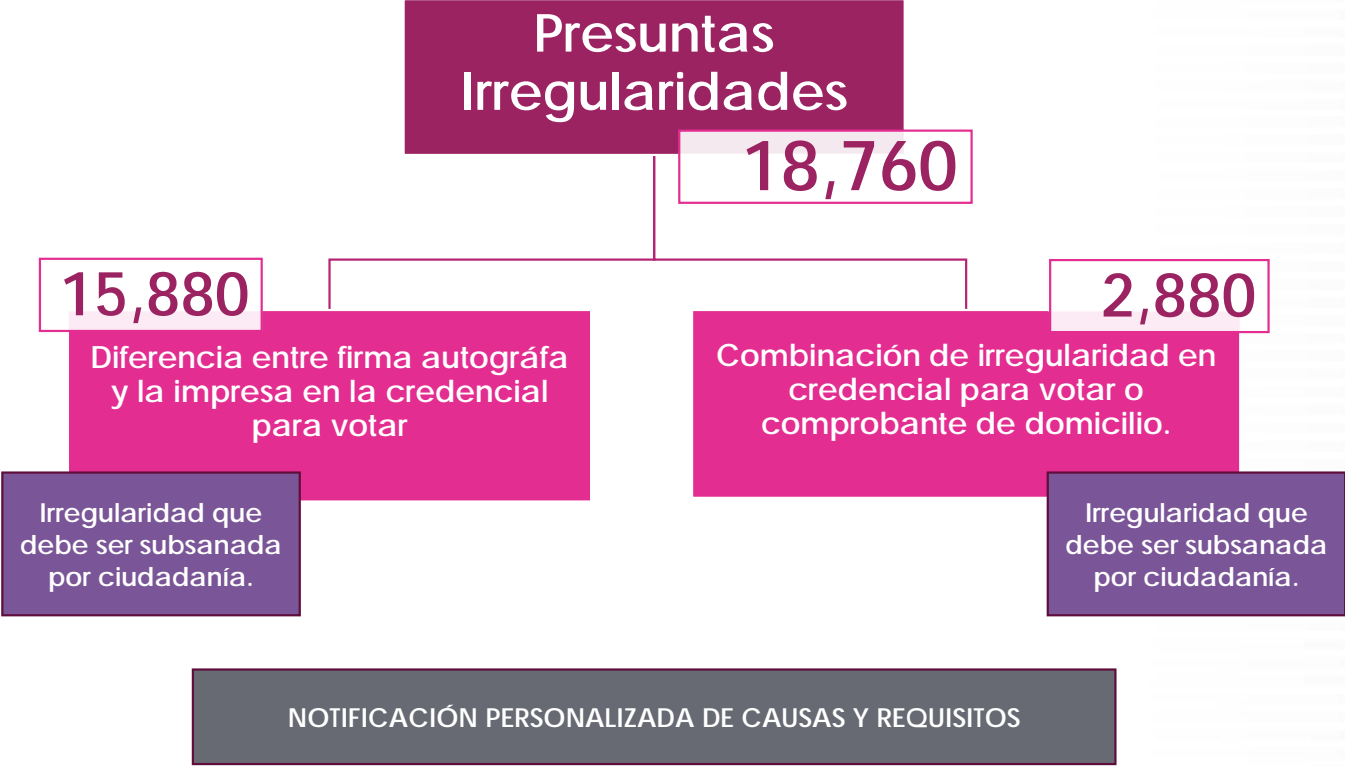 Presuntas
Irregularidades
18,760
15,880
Diferencia entre firma autográfa
y la impresa en la credencial
para votar
Irregularidad que
debe ser subsanada
por ciudadanía.
2,880
Combinación de irregularidad en
credencial para votar o
comprobante de domicilio.
Irregularidad que
debe ser subsanada
por ciudadanía.
NOTIFICACIÓN PERSONALIZADA DE CAUSAS Y REQUISITOS